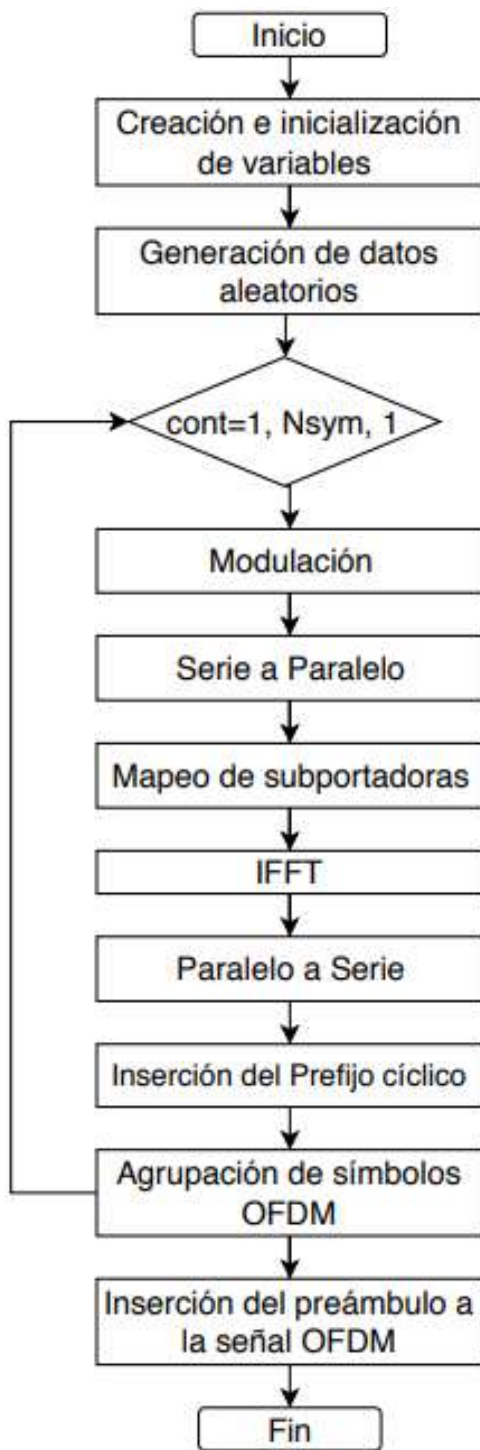 Inicio
Creación e inicialización
de variables
Generación de datos
aleatorios
cont=1, Nsym, 1
Modulación
Serie a Paralelo
Mapeo de subportadoras
IFFT
Paralelo a Serie
Inserción del Prefijo cíclico
Agrupación de símbolos
OFDM
Inserción del preámbulo a
la señal OFDM
Fin